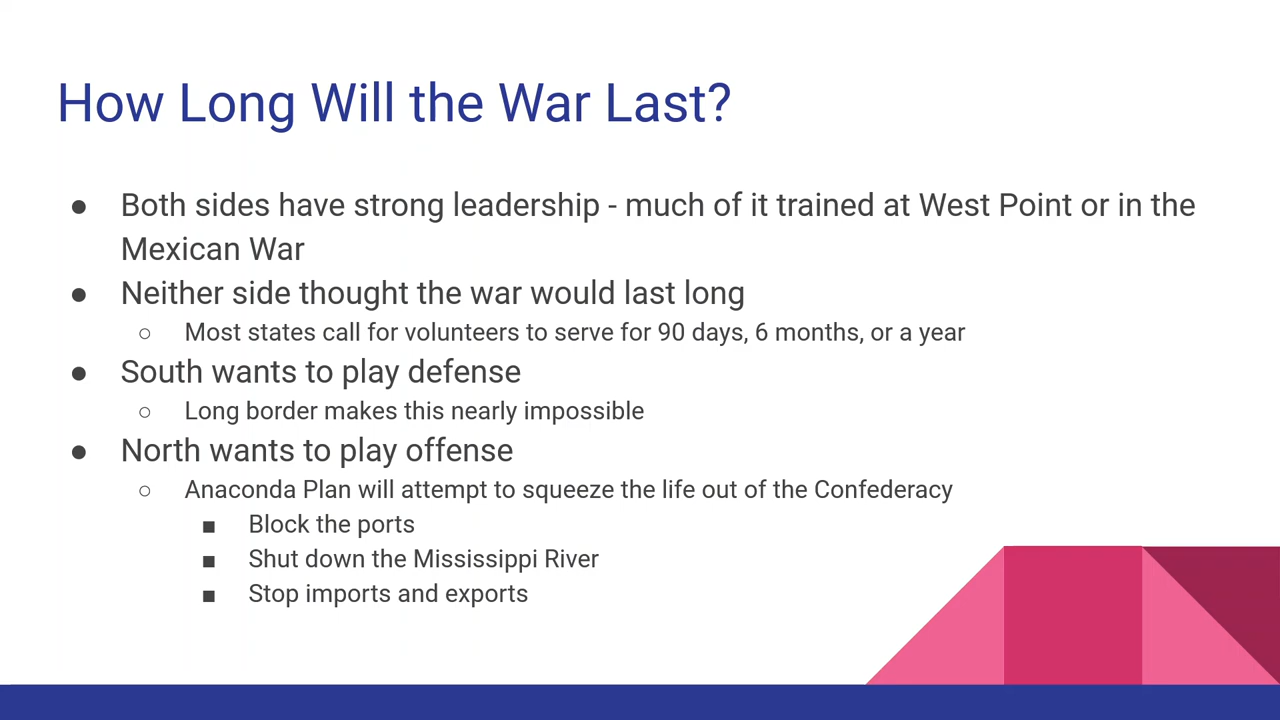 How Long Will the War Last?
● Both sides have strong leadership - much of it trained at West Point or in the
Mexican War
● Neither side thought the war would last long
○ Most states call for volunteers to serve for 90 days, 6 months, or a year
● South wants to play defense
○ Long border makes this nearly impossible
● North wants to play offense
○ Anaconda Plan will attempt to squeeze the life out of the Confederacy
■ Block the ports
■ Shut down the Mississippi River
■ Stop imports and exports